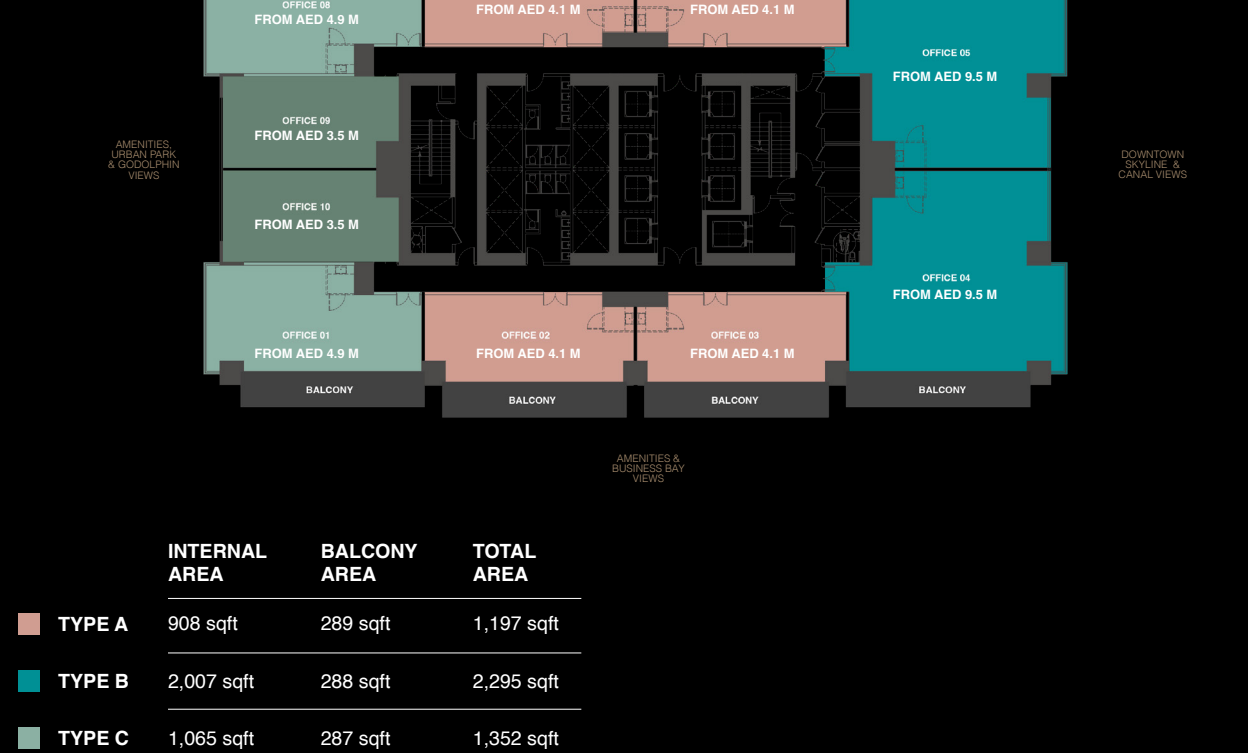 OFFICE 08
FROM AED 4.9 M
FROM AED 4.1 M
FROM AED 4.1 M
OFFICE 05
FROM AED 9.5 M
OFFICE 09
FROM AED 3.5 M
AMENITIES,
URBAN PARK
& GODOLPHIN
VIEWS
DOWNTOWN
SKYLINE &
CANAL VIEWS
OFFICE 10
FROM AED 3.5 M
OFFICE 04
FROM AED 9.5 M
OFFICE 01
FROM AED 4.9 M
OFFICE 02
FROM AED 4.1 M
OFFICE 03
FROM AED 4.1 M
BALCONY
BALCONY
BALCONY
BALCONY
AMENITIES &
BUSINESS BAY
VIEWS
INTERNAL AREA BALCONY AREA TOTAL AREA
TYPE A 908 sqft 289 sqft 1,197 sqft
TYPE B 2,007 sqft 288 sqft 2,295 sqft
TYPE C 1,065 sqft 287 sqft 1,352 sqft